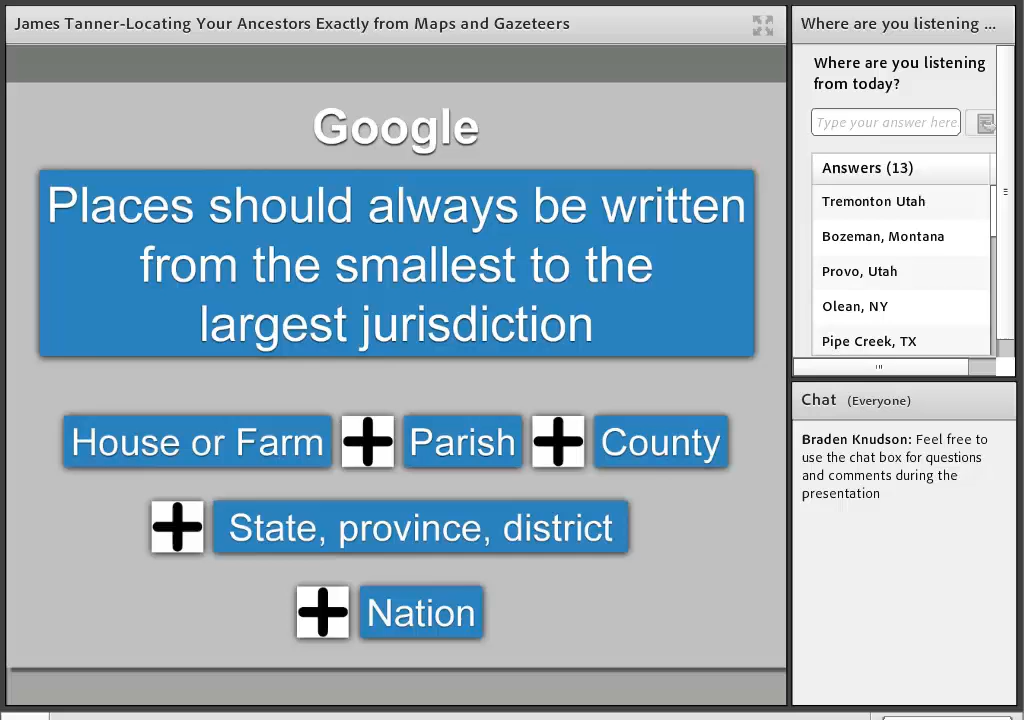 James Tanner-Locating Your Ancestors Exactly from Maps and Gazeteers
Google
Places should always be written
from the smallest to the
largest jurisdiction
House or Farm + Parish + County
+ State, province, district
+ Nation
Where are you listening ...
Where are you listening
from today?
Type your answer here.
Answers (13)
Tremonton Utah
Bozeman, Montana
Provo, Utah
Olean, NY
Pipe Creek, TX
Chat (Everyone)
Braden Knudson: Feel free to
use the chat box for questions
and comments during the
presentation